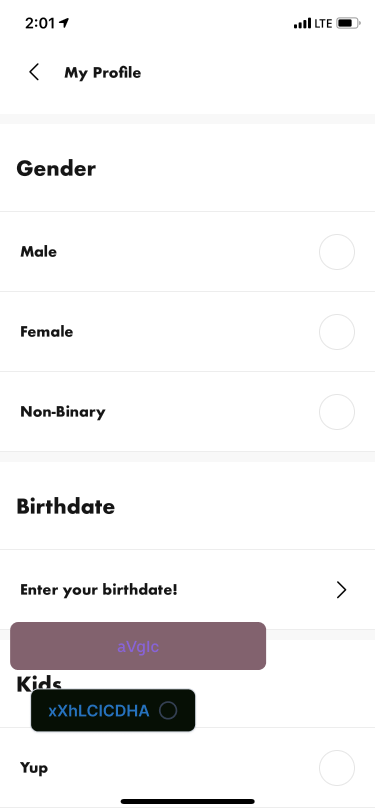 2:01
LTE
My Profile
Gender
Male
Female
Non-Binary
Birthdate
Enter your birthdate!
aVgIc
Kids
xXhLCICDHA
Yup